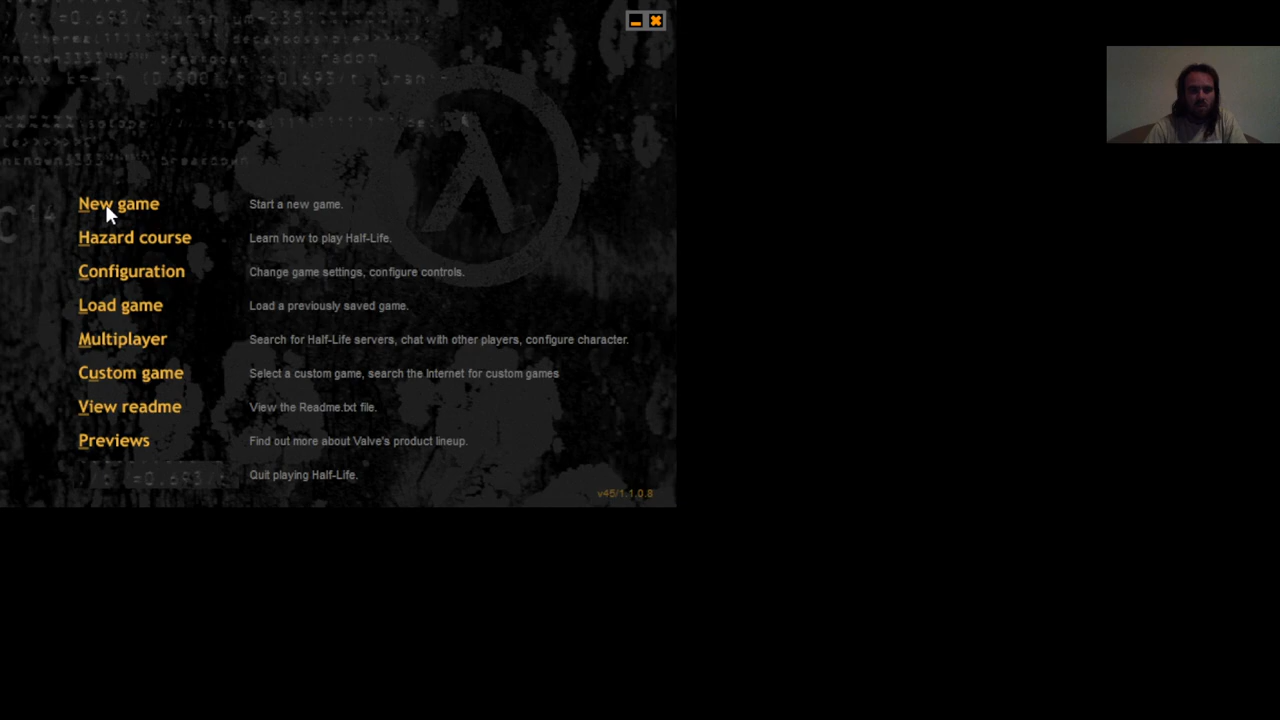 New game Start a new game.
Hazard course Learn how to play Half-Life.
Configuration Change game settings, configure controls.
Load game Load a previously saved game.
Multiplayer Search for Half-Life servers, chat with other players, configure character.
Custom game Select a custom game, search the Internet for custom games
View readme View the Readme.txt file.
Previews Find out more about Valve's product lineup.
Quit playing Half-Life.
v46/1.1.0.8